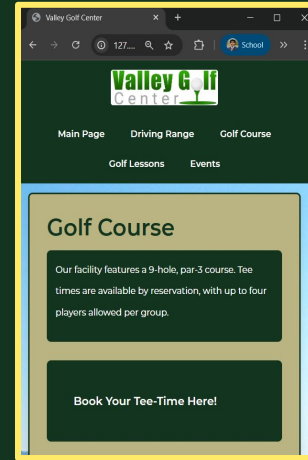 Valley Golf Center
127....
School
Valley G lf
Center
Main Page Driving Range Golf Course
Golf Lessons Events
Golf Course
Our facility features a 9-hole, par-3 course. Tee
times are available by reservation, with up to four
players allowed per group.
Book Your Tee-Time Here!